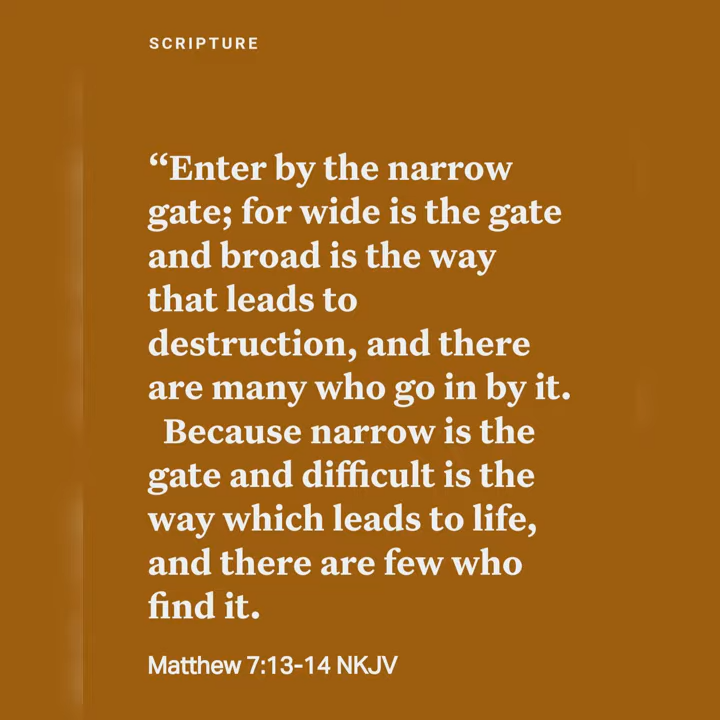 SCRIPTURE
“Enter by the narrow
gate; for wide is the gate
and broad is the way
that leads to
destruction, and there
are many who go in by it.
Because narrow is the
gate and difficult is the
way which leads to life,
and there are few who
find it.
Matthew 7:13-14 NKJV